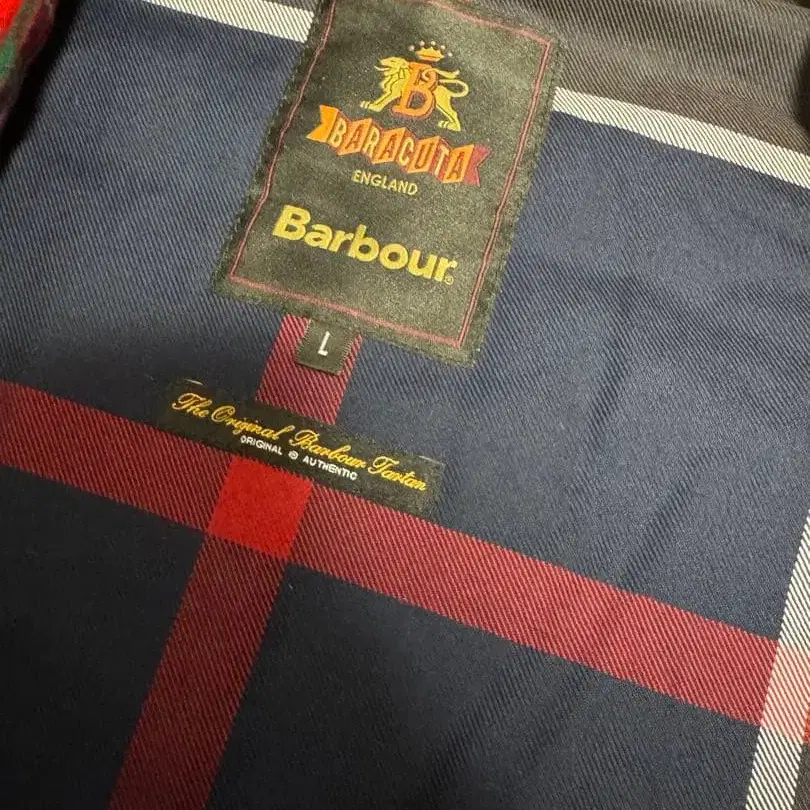 B
BARACUTA
ENGLAND
Barbour®
L
The Original Barbour Tartan
ORIGINAL & AUTHENTIC